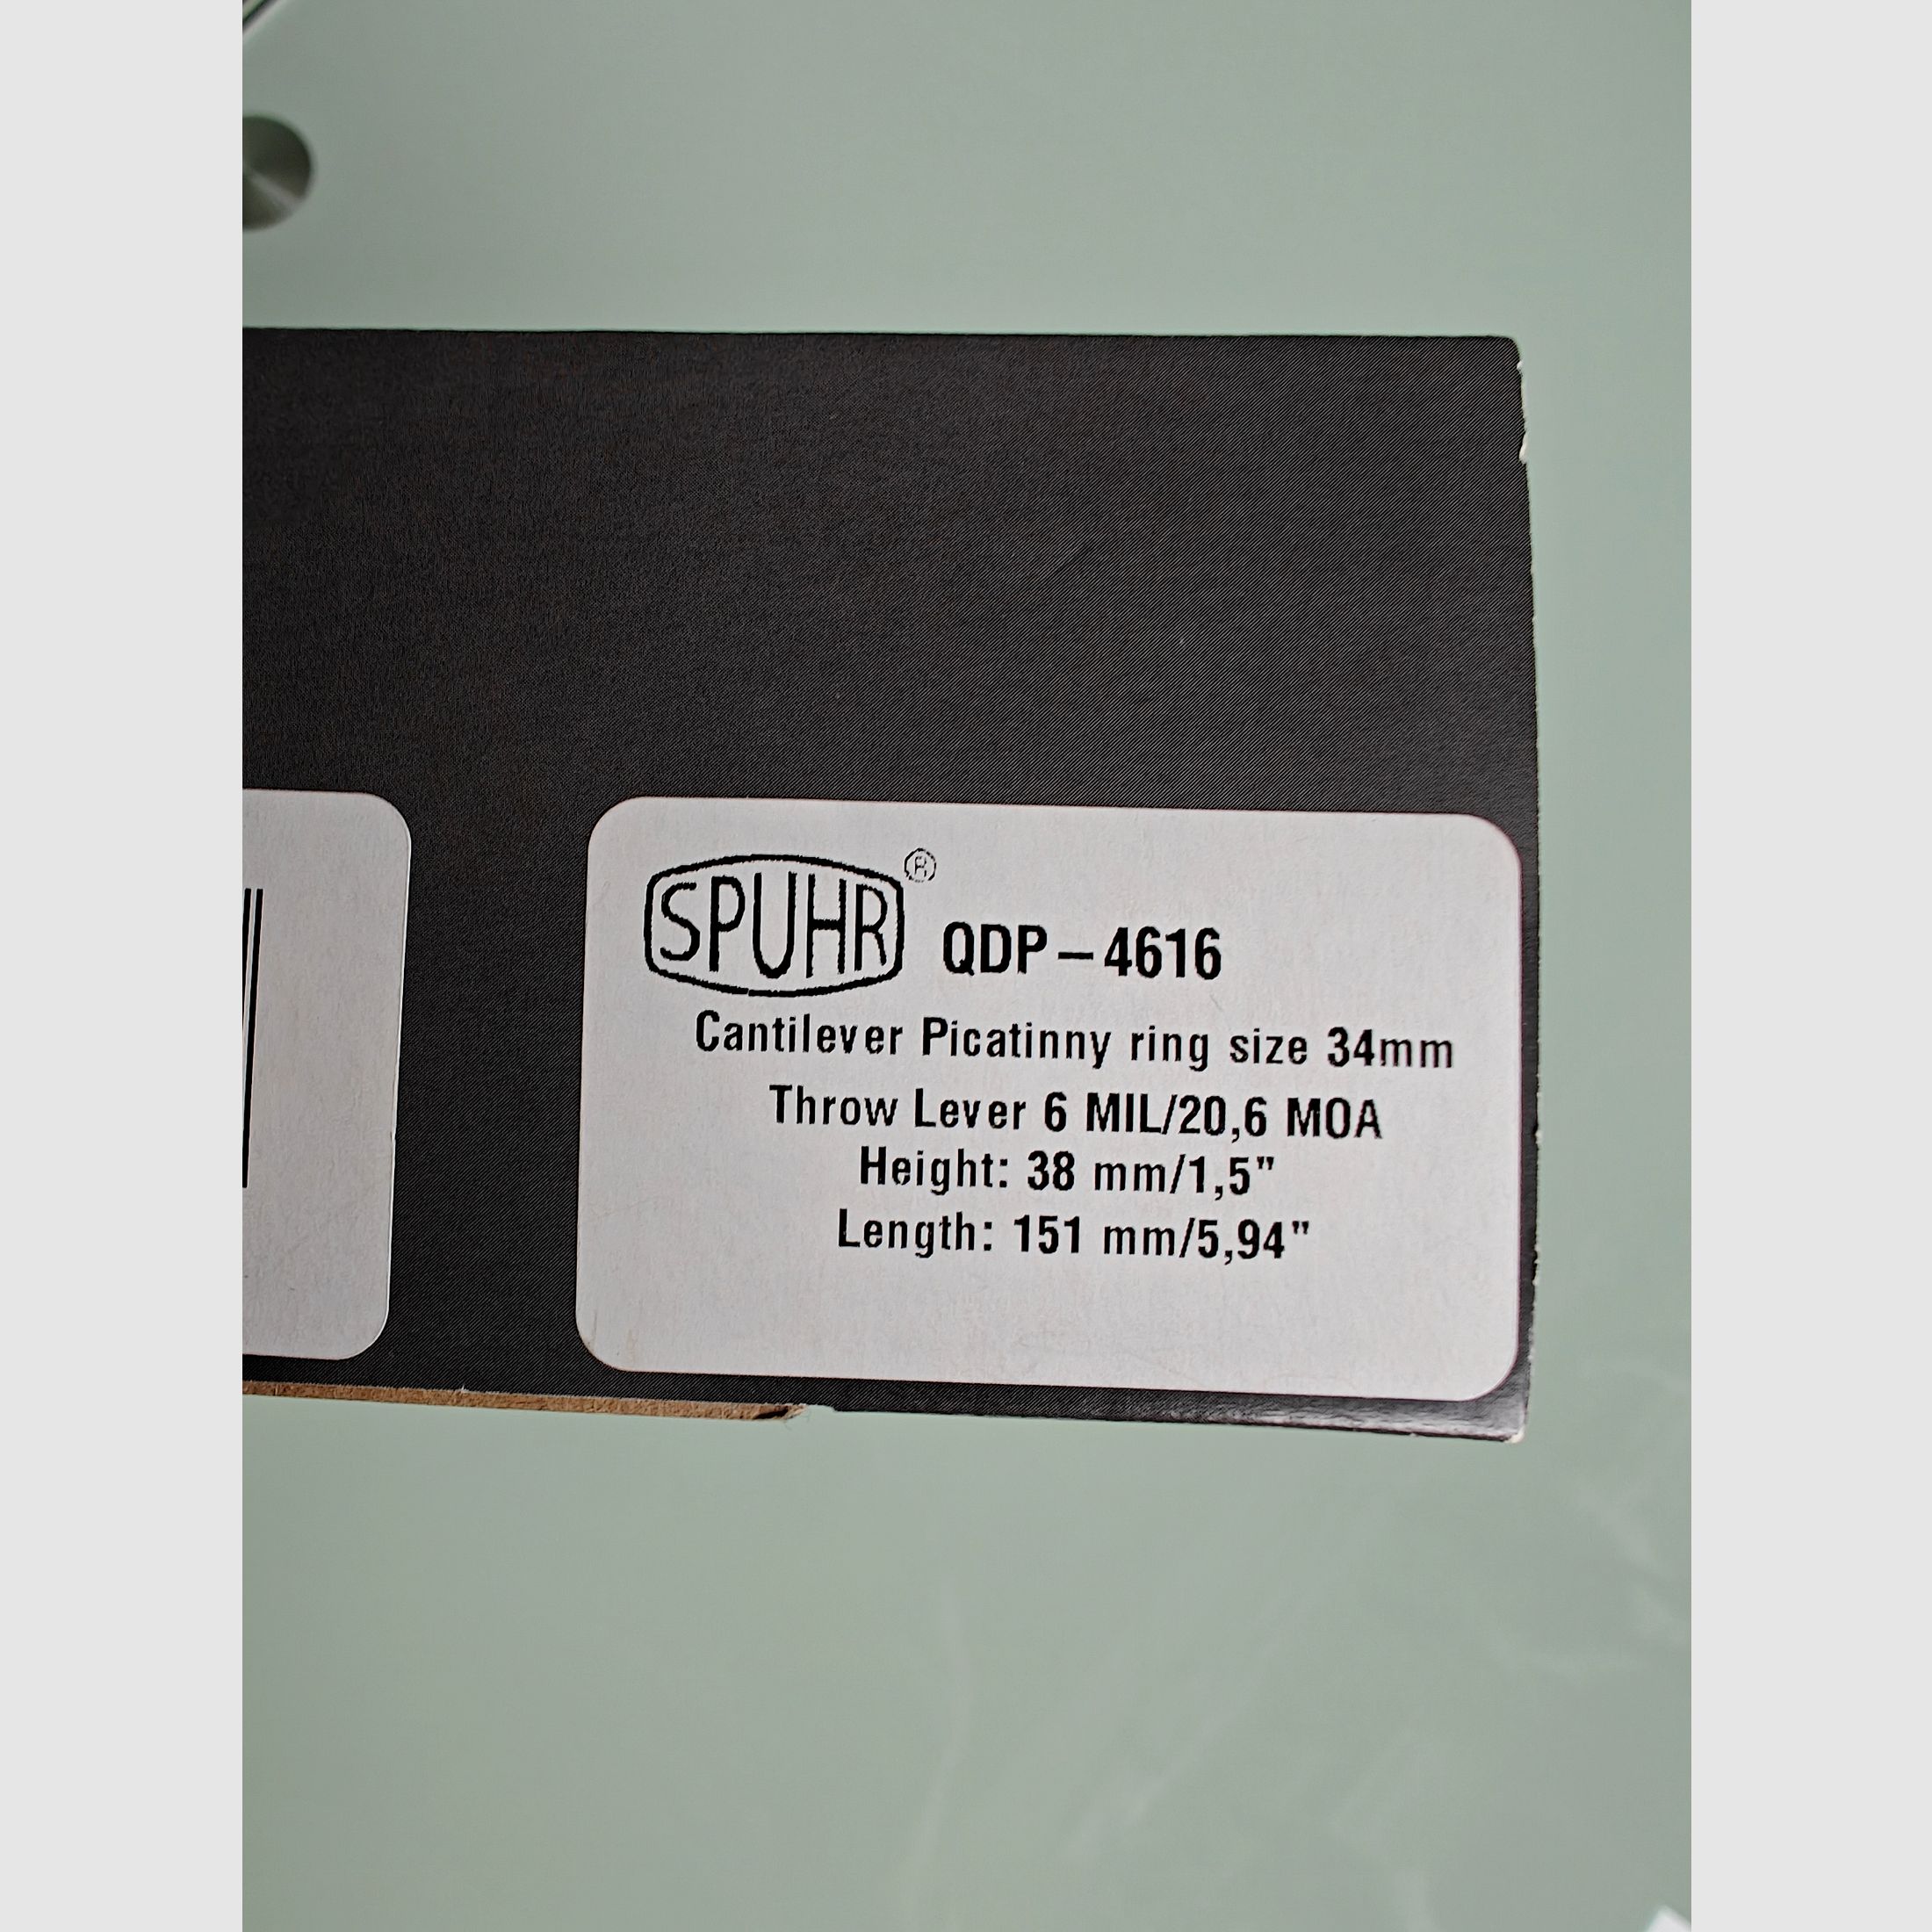 SPUHR® QDP-4616
Cantilever Picatinny ring size 34mm
Throw Lever 6 MIL/20,6 MOA
Height: 38 mm/1,5"
Length: 151 mm/5,94"